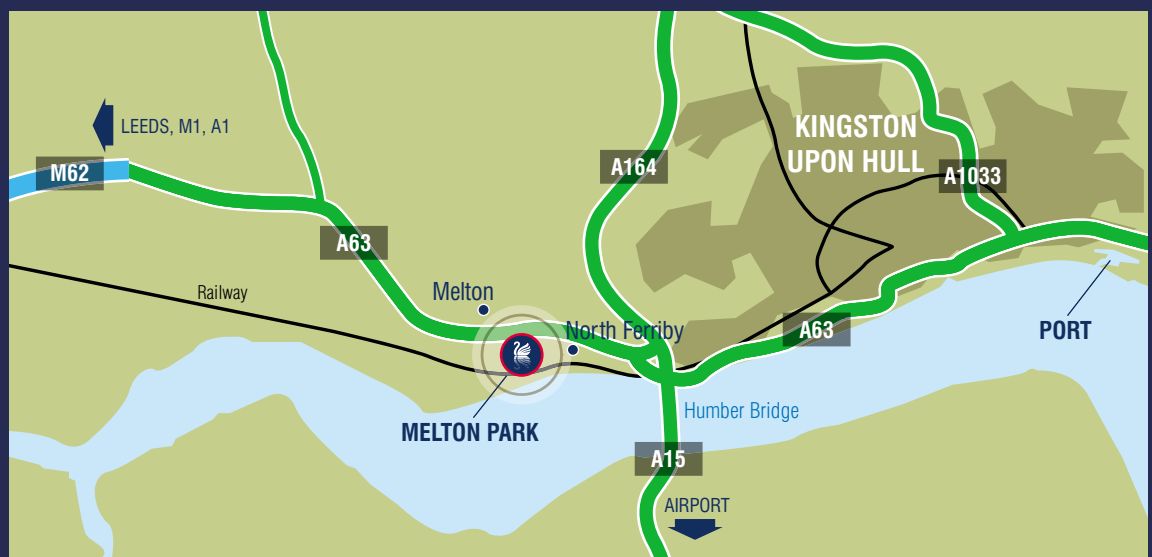 KINGSTON
UPON HULL
LEEDS, M1, A1
M62
A164
A1033
A63
Railway
Melton
North Ferriby
A63
PORT
Humber Bridge
MELTON PARK
A15
AIRPORT